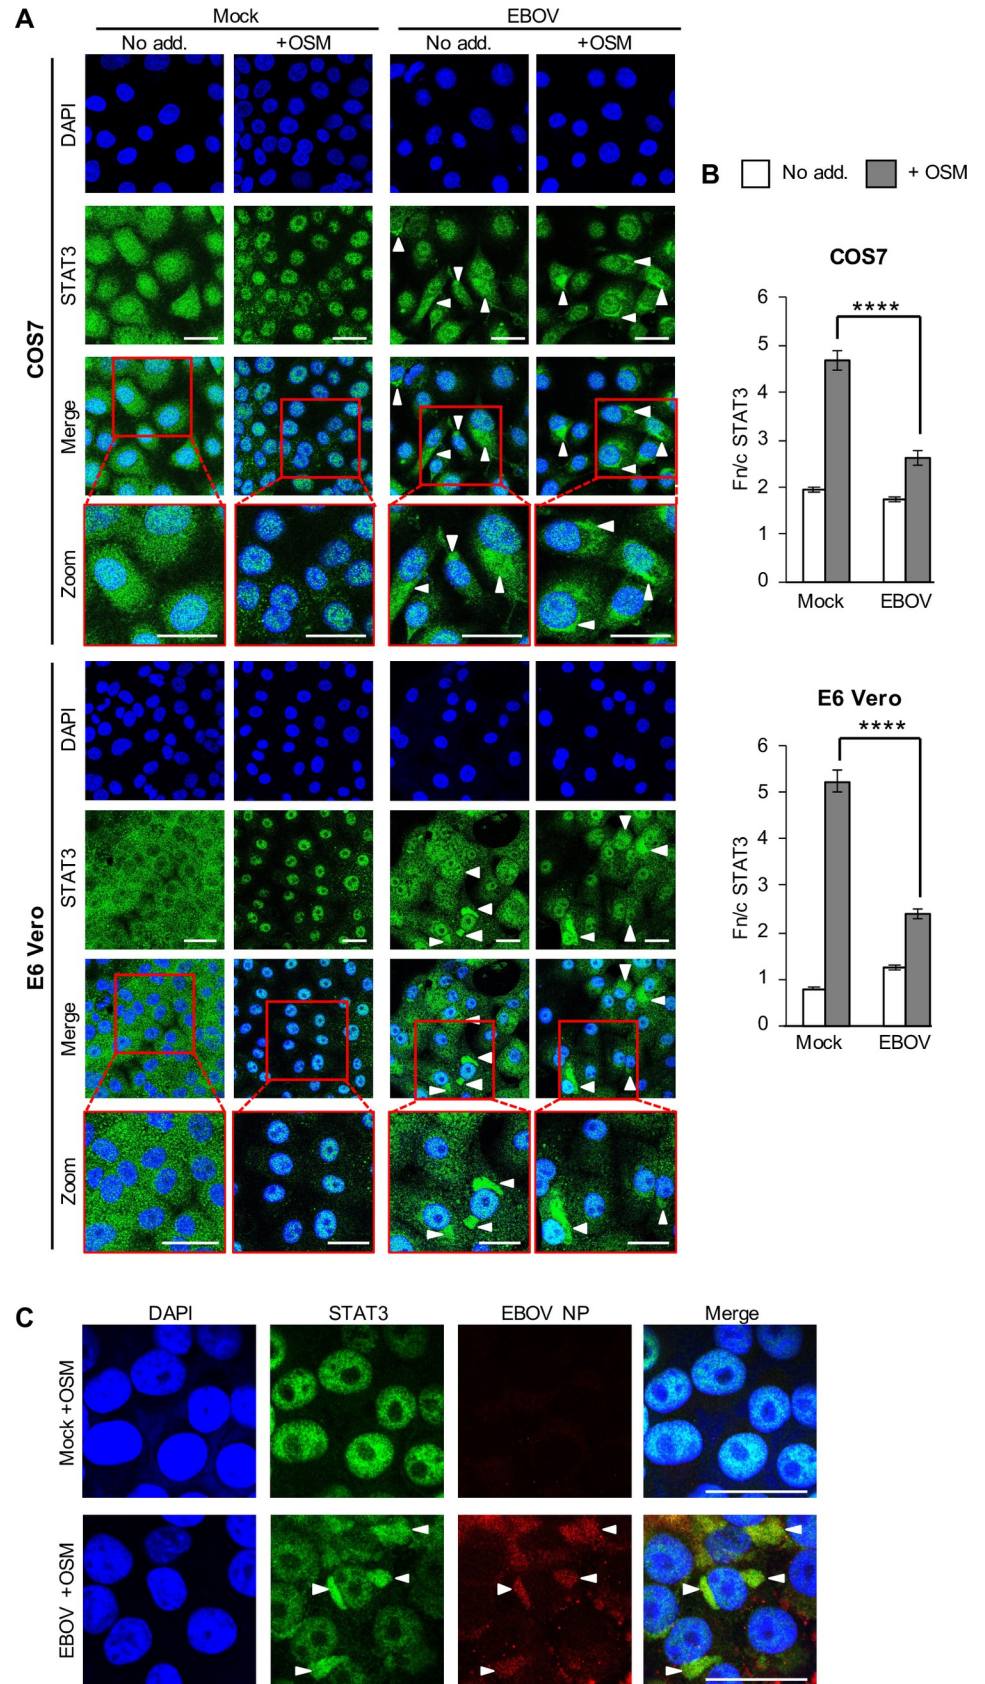 A
Mock
EBOV
No add.
+OSM
No add.
+OSM
COS7
DAPI
STAT3
Merge
Zoom
E6 Vero
DAPI
STAT3
Merge
Zoom
B
No add.
+ OSM
COS7
****
Fn/c STAT3
6
5
4
3
2
1
0
Mock
EBOV
E6 Vero
****
Fn/c STAT3
6
5
4
3
2
1
0
Mock
EBOV
C
DAPI
STAT3
EBOV NP
Merge
Mock +OSM
EBOV +OSM